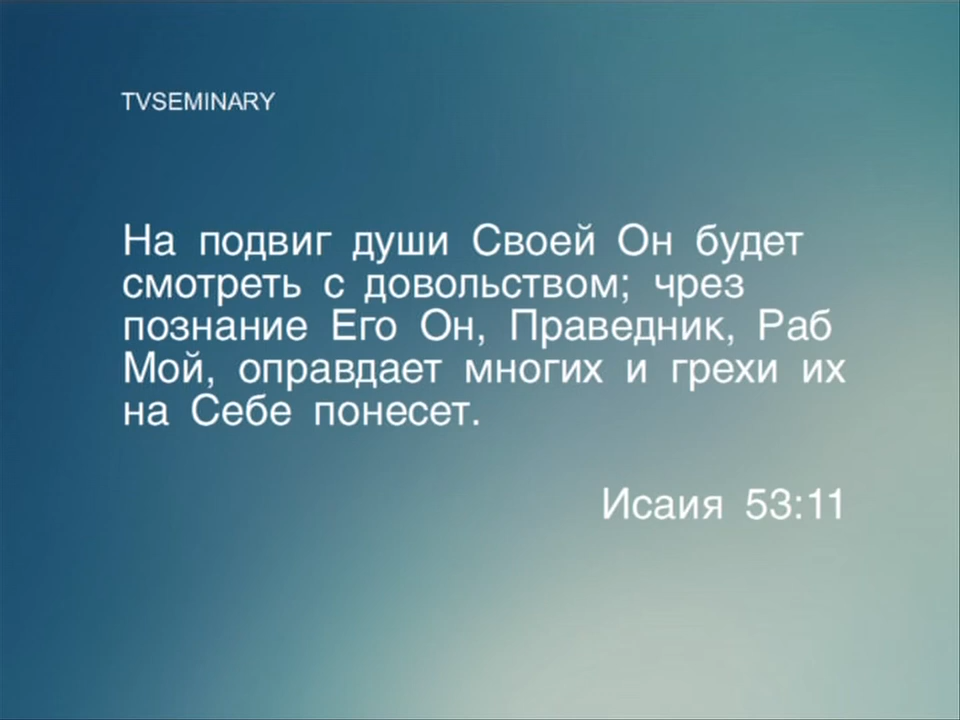 TVSEMINARY
На подвиг души Своей Он будет
смотреть с довольством; чрез
познание Его Он, Праведник, Раб
Мой, оправдает многих и грехи их
на Себе понесет.
Исаия 53:11